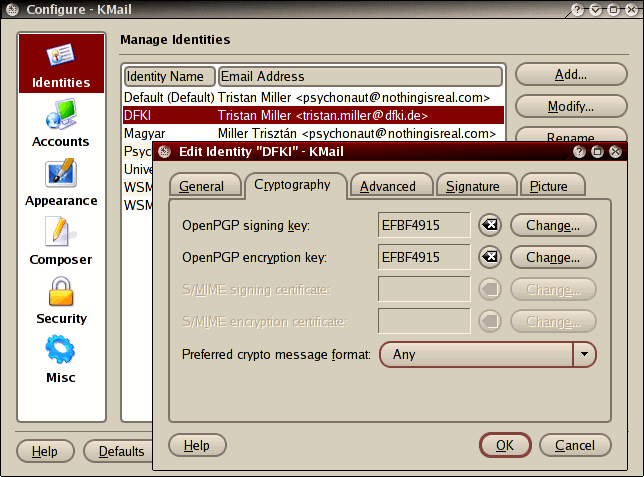 Configure - KMail
Identities
Accounts
Appearance
Composer
Security
Misc
Manage Identities
Identity Name Email Address
Default (Default) Tristan Miller <psychonaut@nothingisreal.com>
DFKI Tristan Miller <tristan.miller@dfki.de>
Magyar Miller Trisztán <psychonaut@nothingisreal.com>
Psyc
Unive
WSM
WSM
Add...
Modify...
Rename
Edit Identity "DFKI" - KMail
General Cryptography Advanced Signature Picture
OpenPGP signing key: EFBF4915 Change...
OpenPGP encryption key: EFBF4915 Change...
S/MIME signing certificate: Change...
S/MIME encryption certificate: Change...
Preferred crypto message format: Any
Help OK Cancel
Help Defaults